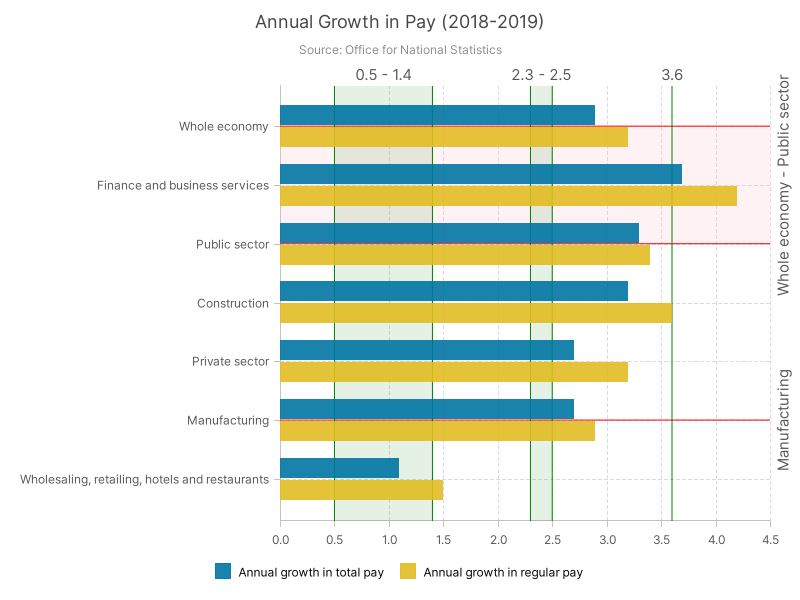 Annual Growth in Pay (2018-2019)
Source: Office for National Statistics
0.5 - 1.4
2.3 - 2.5
3.6
Whole economy
Finance and business services
Public sector
Construction
Private sector
Manufacturing
Wholesaling, retailing, hotels and restaurants
Whole economy - Public sector
Manufacturing
0.0 0.5 1.0 1.5 2.0 2.5 3.0 3.5 4.0 4.5
Annual growth in total pay
Annual growth in regular pay